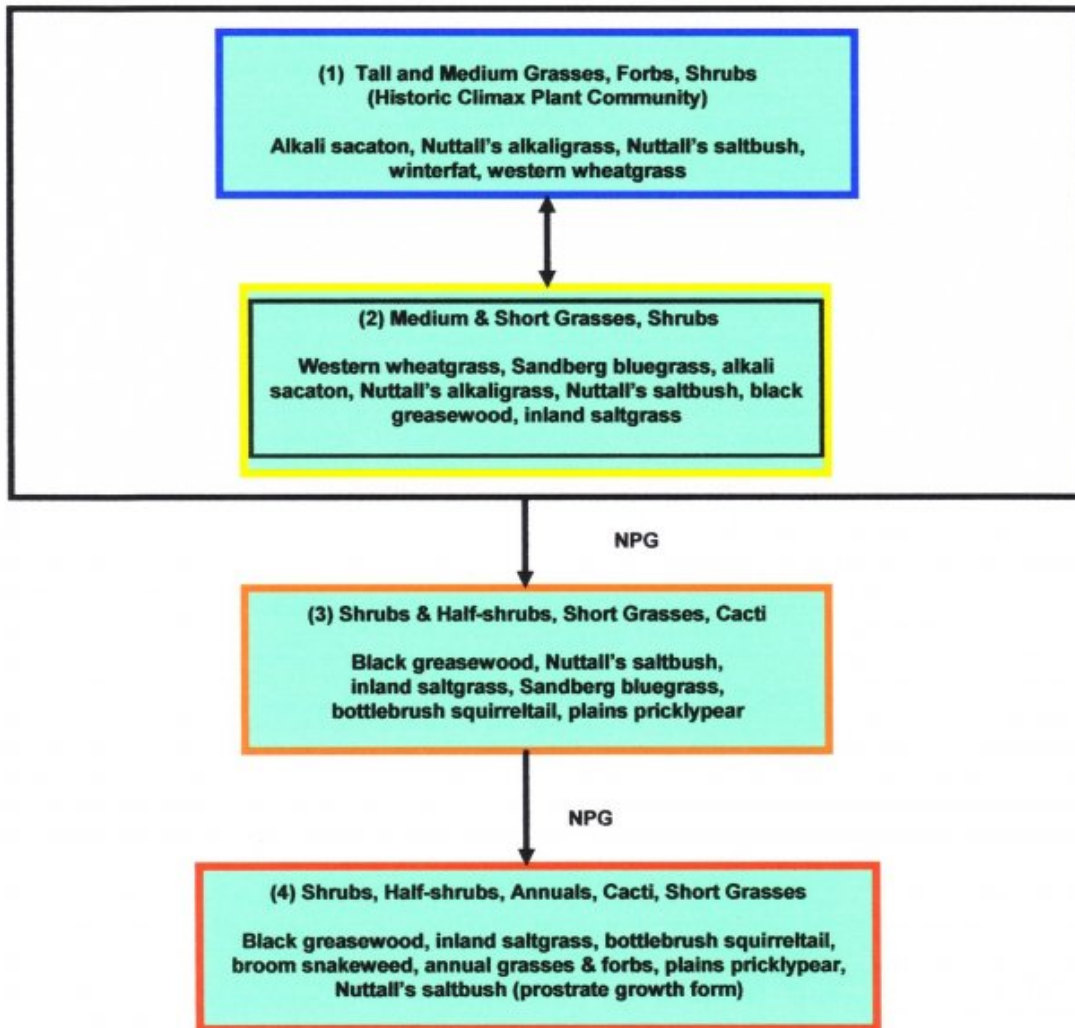 (1) Tall and Medium Grasses, Forbs, Shrubs
(Historic Climax Plant Community)
Alkali sacaton, Nuttall's alkaligrass, Nuttall's saltbush,
winterfat, western wheatgrass
(2) Medium & Short Grasses, Shrubs
Western wheatgrass, Sandberg bluegrass, alkali
sacaton, Nuttall's alkaligrass, Nuttall's saltbush, black
greasewood, inland saltgrass
NPG
(3) Shrubs & Half-shrubs, Short Grasses, Cacti
Black greasewood, Nuttall's saltbush,
inland saltgrass, Sandberg bluegrass,
bottlebrush squirreltail, plains pricklypear
NPG
(4) Shrubs, Half-shrubs, Annuals, Cacti, Short Grasses
Black greasewood, inland saltgrass, bottlebrush squirreltail,
broom snakeweed, annual grasses & forbs, plains pricklypear,
Nuttall's saltbush (prostrate growth form)